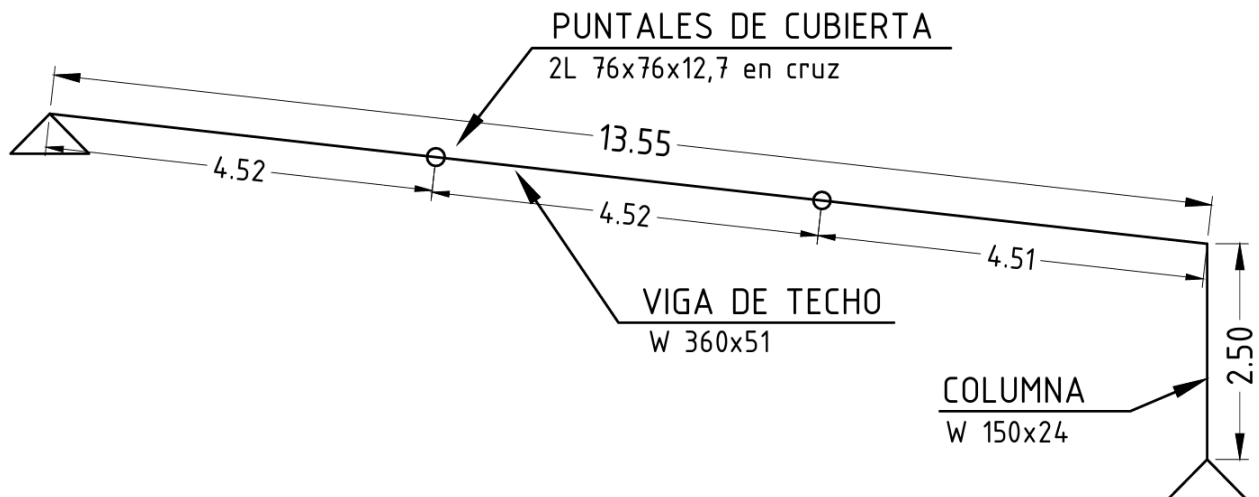 PUNTALES DE CUBIERTA
2L 76x76x12,7 en cruz
13.55
4.52
4.52
4.51
VIGA DE TECHO
W 360x51
2.50
COLUMNA
W 150x24